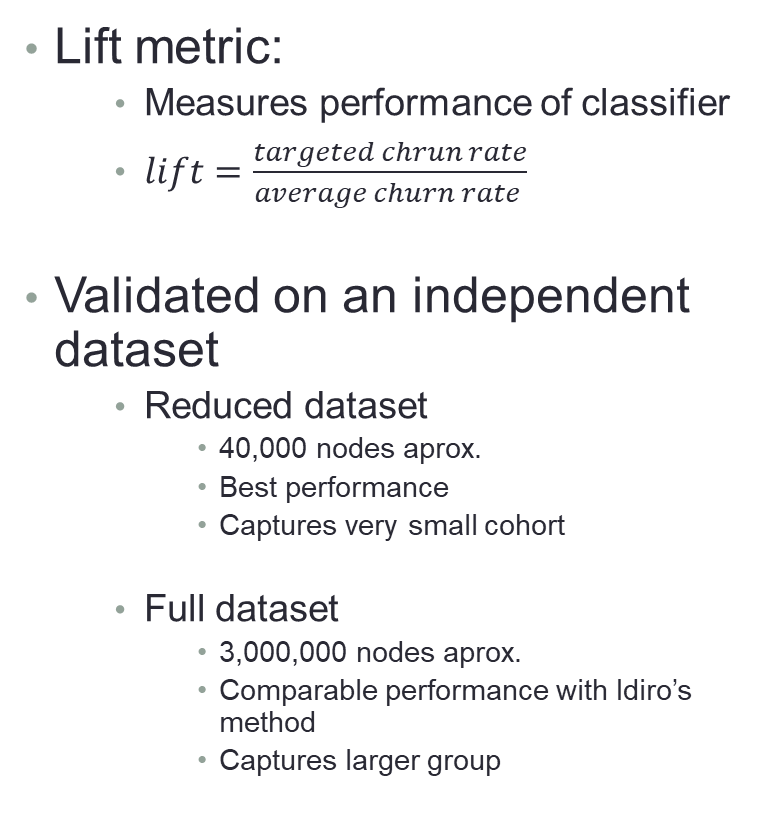 • Lift metric:
• Measures performance of classifier
• lift = targeted chrun rate / average churn rate
• Validated on an independent
dataset
• Reduced dataset
• 40,000 nodes aprox.
• Best performance
• Captures very small cohort
• Full dataset
• 3,000,000 nodes aprox.
• Comparable performance with Idiro’s
method
• Captures larger group